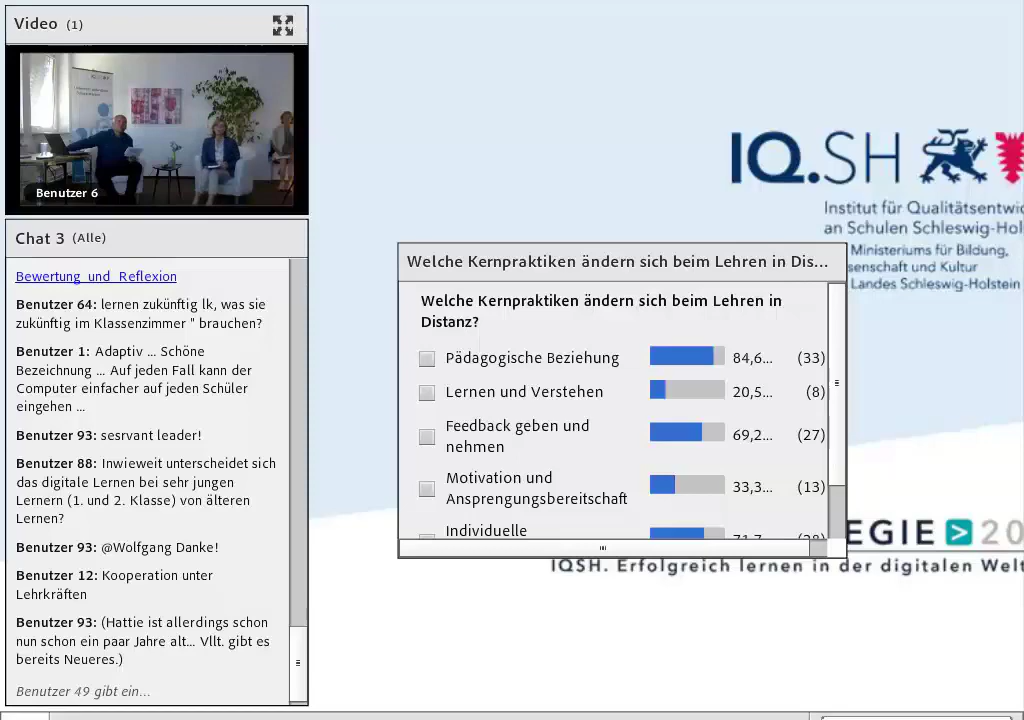 Video (1)
Benutzer 6
Chat 3 (Alle)
Bewertung und Reflexion
Benutzer 64: lernen zukünftig lk, was sie
zukünftig im Klassenzimmer " brauchen?
Benutzer 1: Adaptiv ... Schöne
Bezeichnung ... Auf jeden Fall kann der
Computer einfacher auf jeden Schüler
eingehen ...
Benutzer 93: sesrvant leader!
Benutzer 88: Inwieweit unterscheidet sich
das digitale Lernen bei sehr jungen
Lernern (1. und 2. Klasse) von älteren
Lernen?
Benutzer 93: @Wolfgang Danke!
Benutzer 12: Kooperation unter
Lehrkräften
Benutzer 93: (Hattie ist allerdings schon
nun schon ein paar Jahre alt... Vllt. gibt es
bereits Neueres.)
Benutzer 49 gibt ein...
IQ.SH
Institut für Qualitätsentwic
an Schulen Schleswig-Hol
Ministeriums für Bildung,
senschaft und Kultur
Landes Schleswig-Holstein
Welche Kernpraktiken ändern sich beim Lehren in Dis...
Welche Kernpraktiken ändern sich beim Lehren in
Distanz?
Pädagogische Beziehung 84,6... (33)
Lernen und Verstehen 20,5... (8)
Feedback geben und
nehmen 69,2... (27)
Motivation und
Ansprengungsbereitschaft 33,3... (13)
Individuelle 71,7... (28)
EGIE > 20
IQSH. Erfolgreich lernen in der digitalen Welt